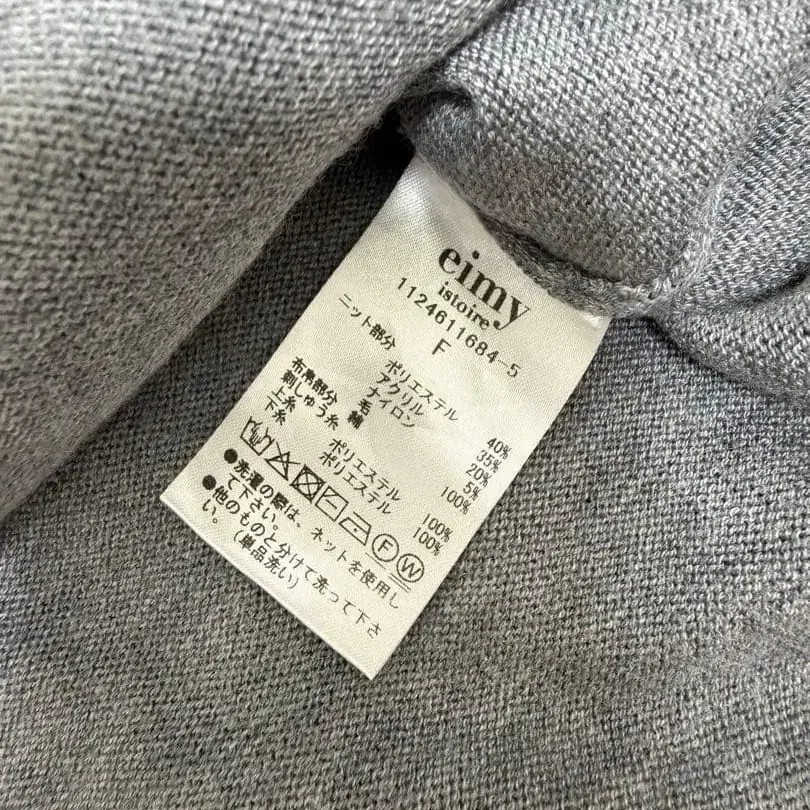 eimy
istoire
1124611684-5
F
ニット部分 ポリエステル 40%
アクリル 35%
ナイロン 20%
毛 5%
布帛部分 綿 100%
刺しゅう糸
上糸 ポリエステル 100%
下糸 ポリエステル 100%
F W
●洗濯の際は、ネットを使用し
て下さい。
●他のものと分けて洗って下さ
い。 (単品洗い)